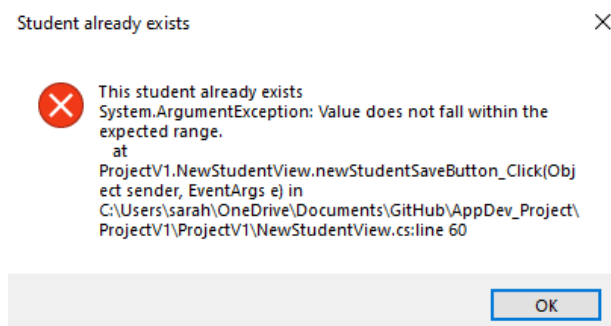 Student already exists
This student already exists
System.ArgumentException: Value does not fall within the
expected range.
at
ProjectV1.NewStudentView.newStudentSaveButton_Click(Obj
ect sender, EventArgs e) in
C:\Users\sarah\OneDrive\Documents\GitHub\AppDev_Project\
ProjectV1\ProjectV1\NewStudentView.cs:line 60
OK